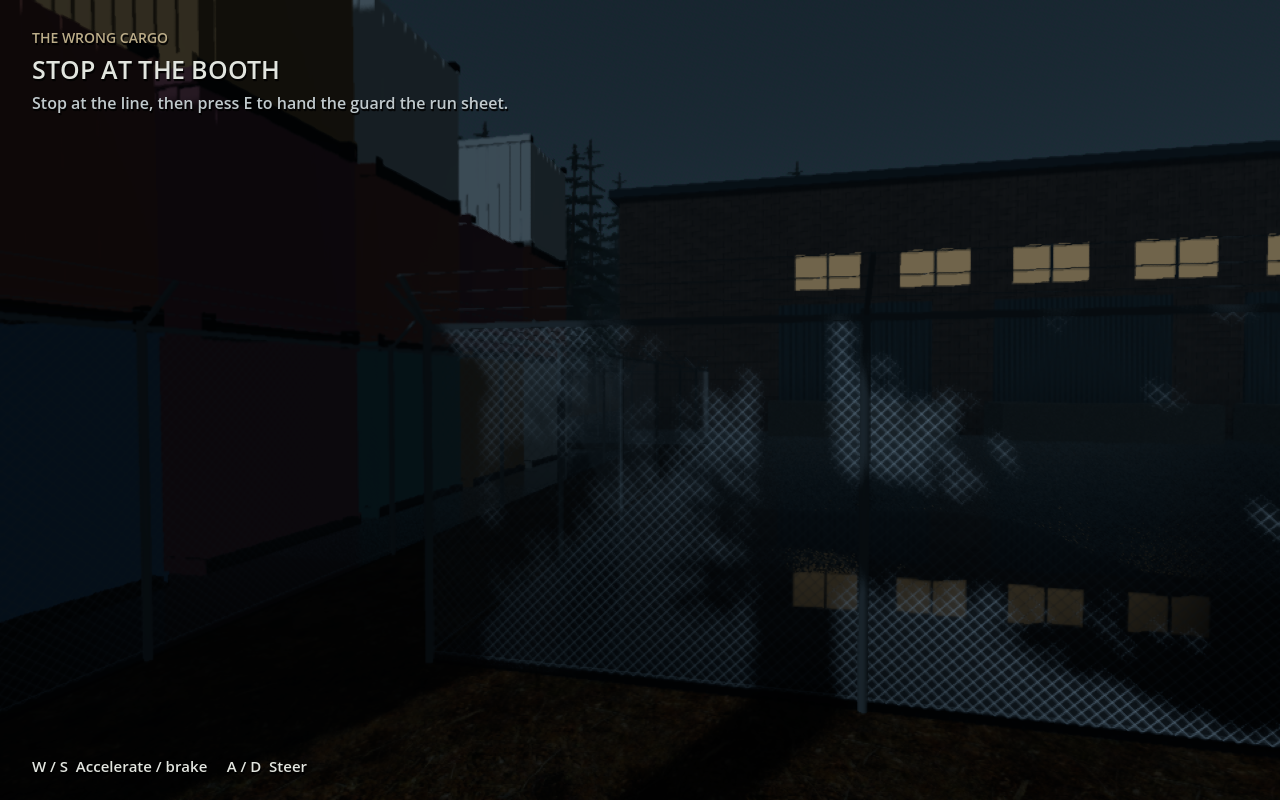 THE WRONG CARGO
STOP AT THE BOOTH
Stop at the line, then press E to hand the guard the run sheet.
W / S Accelerate / brake A / D Steer